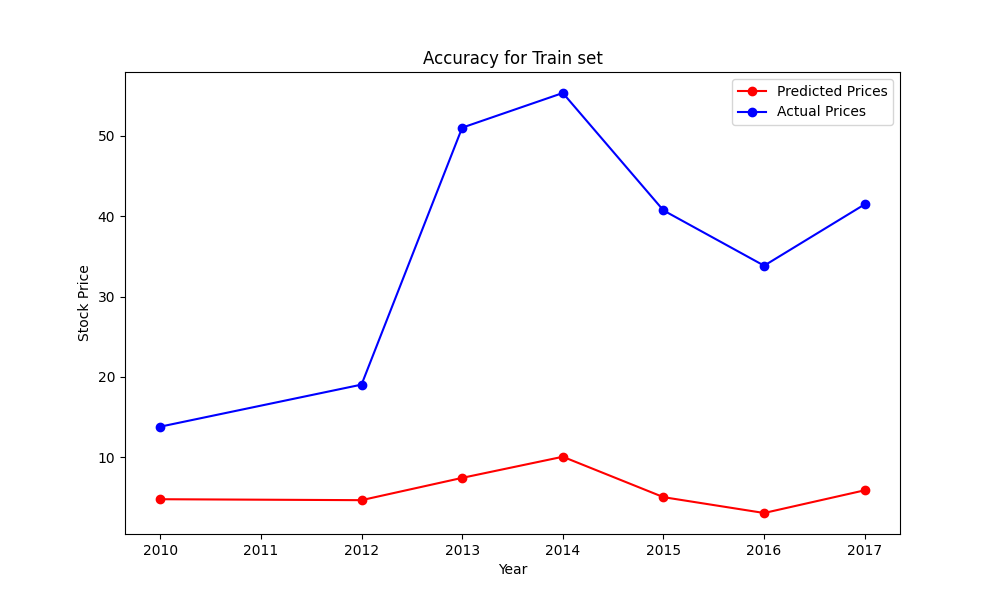 Accuracy for Train set
Predicted Prices
Actual Prices
50
40
30
20
10
Stock Price
2010 2011 2012 2013 2014 2015 2016 2017
Year